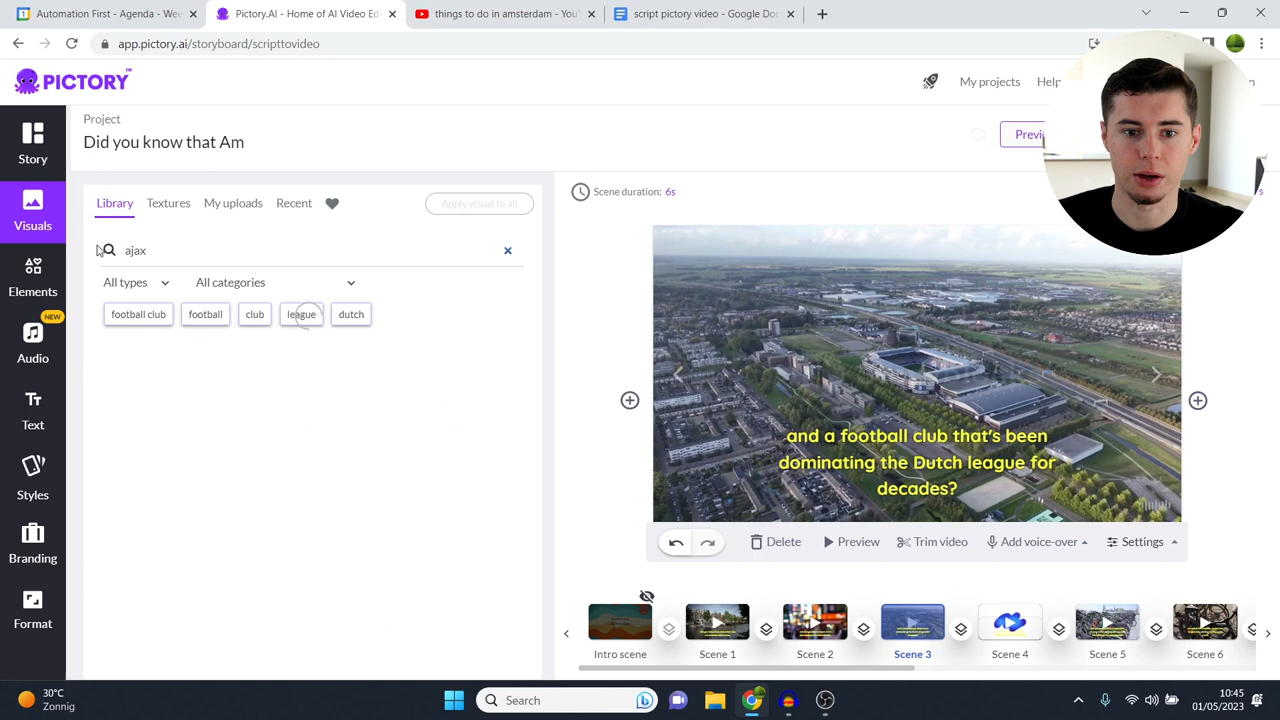 Automation First - Agenda - Wee
Pictory.AI - Home of AI Video Ed
things to do in amsterdam - YouT
script pictory video - Google Doc
app.pictory.ai/storyboard/scripttovideo
PICTORY
My projects
Help
Project
Did you know that Am
Story
Visuals
Elements
NEW
Audio
Text
Styles
Branding
Format
Library
Textures
My uploads
Recent
Apply visual to all
ajax
All types
All categories
football club
football
club
league
dutch
Scene duration: 6s
and a football club that's been
dominating the Dutch league for
decades?
Delete
Preview
Trim video
Add voice-over
Settings
Intro scene
Scene 1
Scene 2
Scene 3
Scene 4
Scene 5
Scene 6
30°C
Zonnig
Search
10:45
01/05/2023